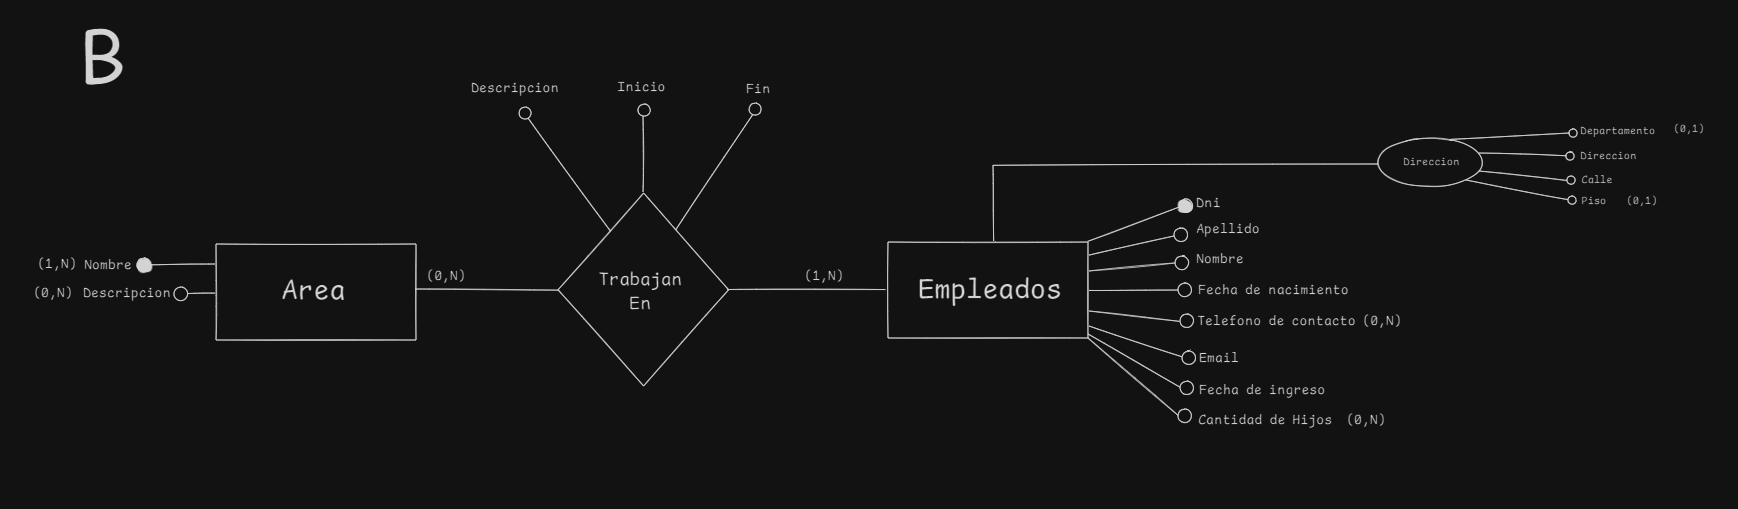 B
Descripcion
Inicio
Fin
Departamento (0,1)
Direccion
Direccion
Calle
Piso (0,1)
Dni
Apellido
Nombre
Fecha de nacimiento
Telefono de contacto (0,N)
Email
Fecha de ingreso
Cantidad de Hijos (0,N)
(1,N) Nombre
(0,N) Descripcion
Area
(0,N)
Trabajan
En
(1,N)
Empleados